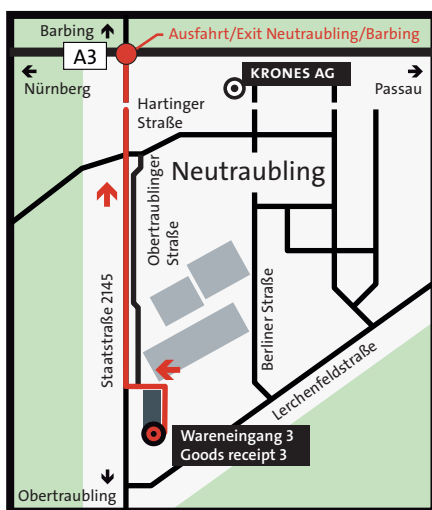 Barbing
Ausfahrt/Exit Neutraubling/Barbing
A3
KRONES AG
Nürnberg
Passau
Hartinger
Straße
Neutraubling
Obertraublinger
Straße
Staatstraße 2145
Berliner Straße
Lerchenfeldstraße
Wareneingang 3
Goods receipt 3
Obertraubling